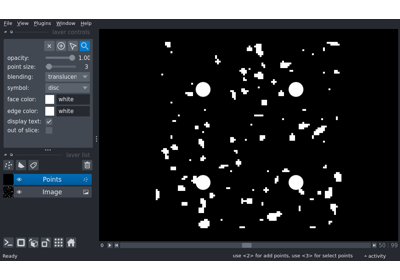 File View Plugins Window Help
layer controls
opacity: 1.00
point size: 3
blending: translucen
symbol: disc
face color: white
edge color: white
display text:
out of slice:
layer list
Points
Image
0 50 99
Ready use <2> for add points, use <3> for select points activity